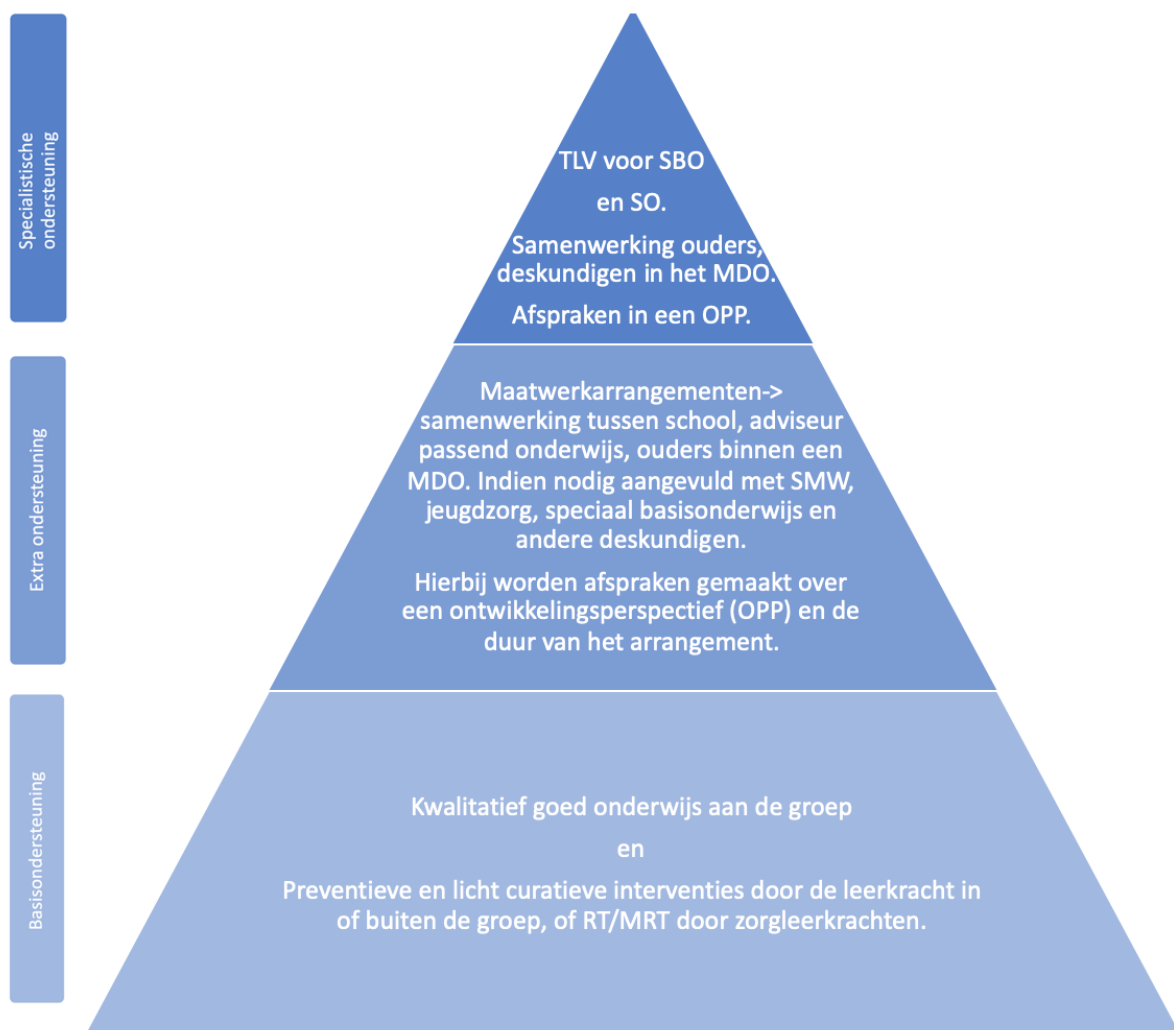 Specialistische
ondersteuning
TLV voor SBO
en SO.
Samenwerking ouders,
deskundigen in het MDO.
Afspraken in een OPP.
Extra ondersteuning
Maatwerkarrangementen->
samenwerking tussen school, adviseur
passend onderwijs, ouders binnen een
MDO. Indien nodig aangevuld met SMW,
jeugdzorg, speciaal basisonderwijs en
andere deskundigen.
Hierbij worden afspraken gemaakt over
een ontwikkelingsperspectief (OPP) en de
duur van het arrangement.
Basisondersteuning
Kwalitatief goed onderwijs aan de groep
en
Preventieve en licht curatieve interventies door de leerkracht in
of buiten de groep, of RT/MRT door zorgleerkrachten.